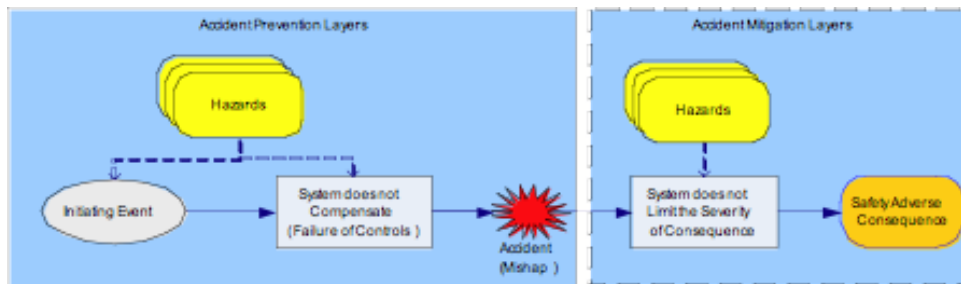 Accident Prevention Layers
Hazards
Initiating Event
System does not
Compensate
(Failure of Controls )
Accident
(Mishap )
Accident Mitigation Layers
Hazards
System does not
Limit the Severity
of Consequence
Safety Adverse
Consequence